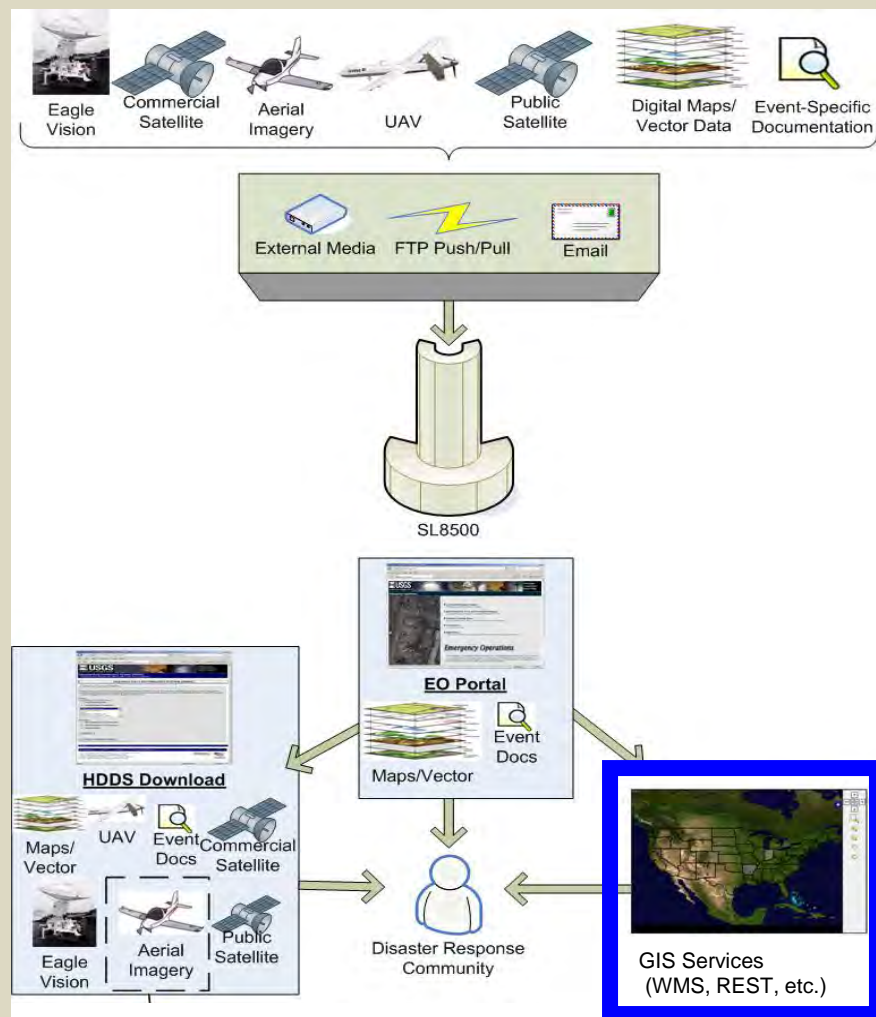 Eagle
Vision
Commercial
Satellite
Aerial
Imagery
UAV
Public
Satellite
Digital Maps/
Vector Data
Event-Specific
Documentation
External Media
FTP Push/Pull
Email
SL8500
USGS
Emergency Operations
EO Portal
Maps/Vector
Event
Docs
USGS
HDDS Download
Maps/
Vector
UAV
Event
Docs
Commercial
Satellite
Eagle
Vision
Aerial
Imagery
Public
Satellite
Disaster Response
Community
GIS Services
(WMS, REST, etc.)